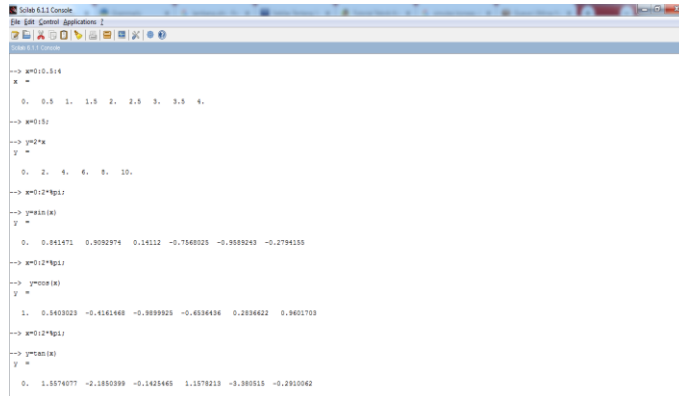 Scilab 6.1.1 Console
File Edit Control Applications ?
Scilab 6.1.1 Console
--> x=0:0.5:4
x =
0. 0.5 1. 1.5 2. 2.5 3. 3.5 4.
--> x=0:5;
--> y=2*x
y =
0. 2. 4. 6. 8. 10.
--> x=0:2*%pi;
--> y=sin(x)
y =
0. 0.841471 0.9092974 0.14112 -0.7568025 -0.9589243 -0.2794155
--> x=0:2*%pi;
--> y=cos(x)
y =
1. 0.5403023 -0.4161468 -0.9899925 -0.6536436 0.2836622 0.9601703
--> x=0:2*%pi;
--> y=tan(x)
y =
0. 1.5574077 -2.1850399 -0.1425465 1.1578213 -3.380515 -0.2910062